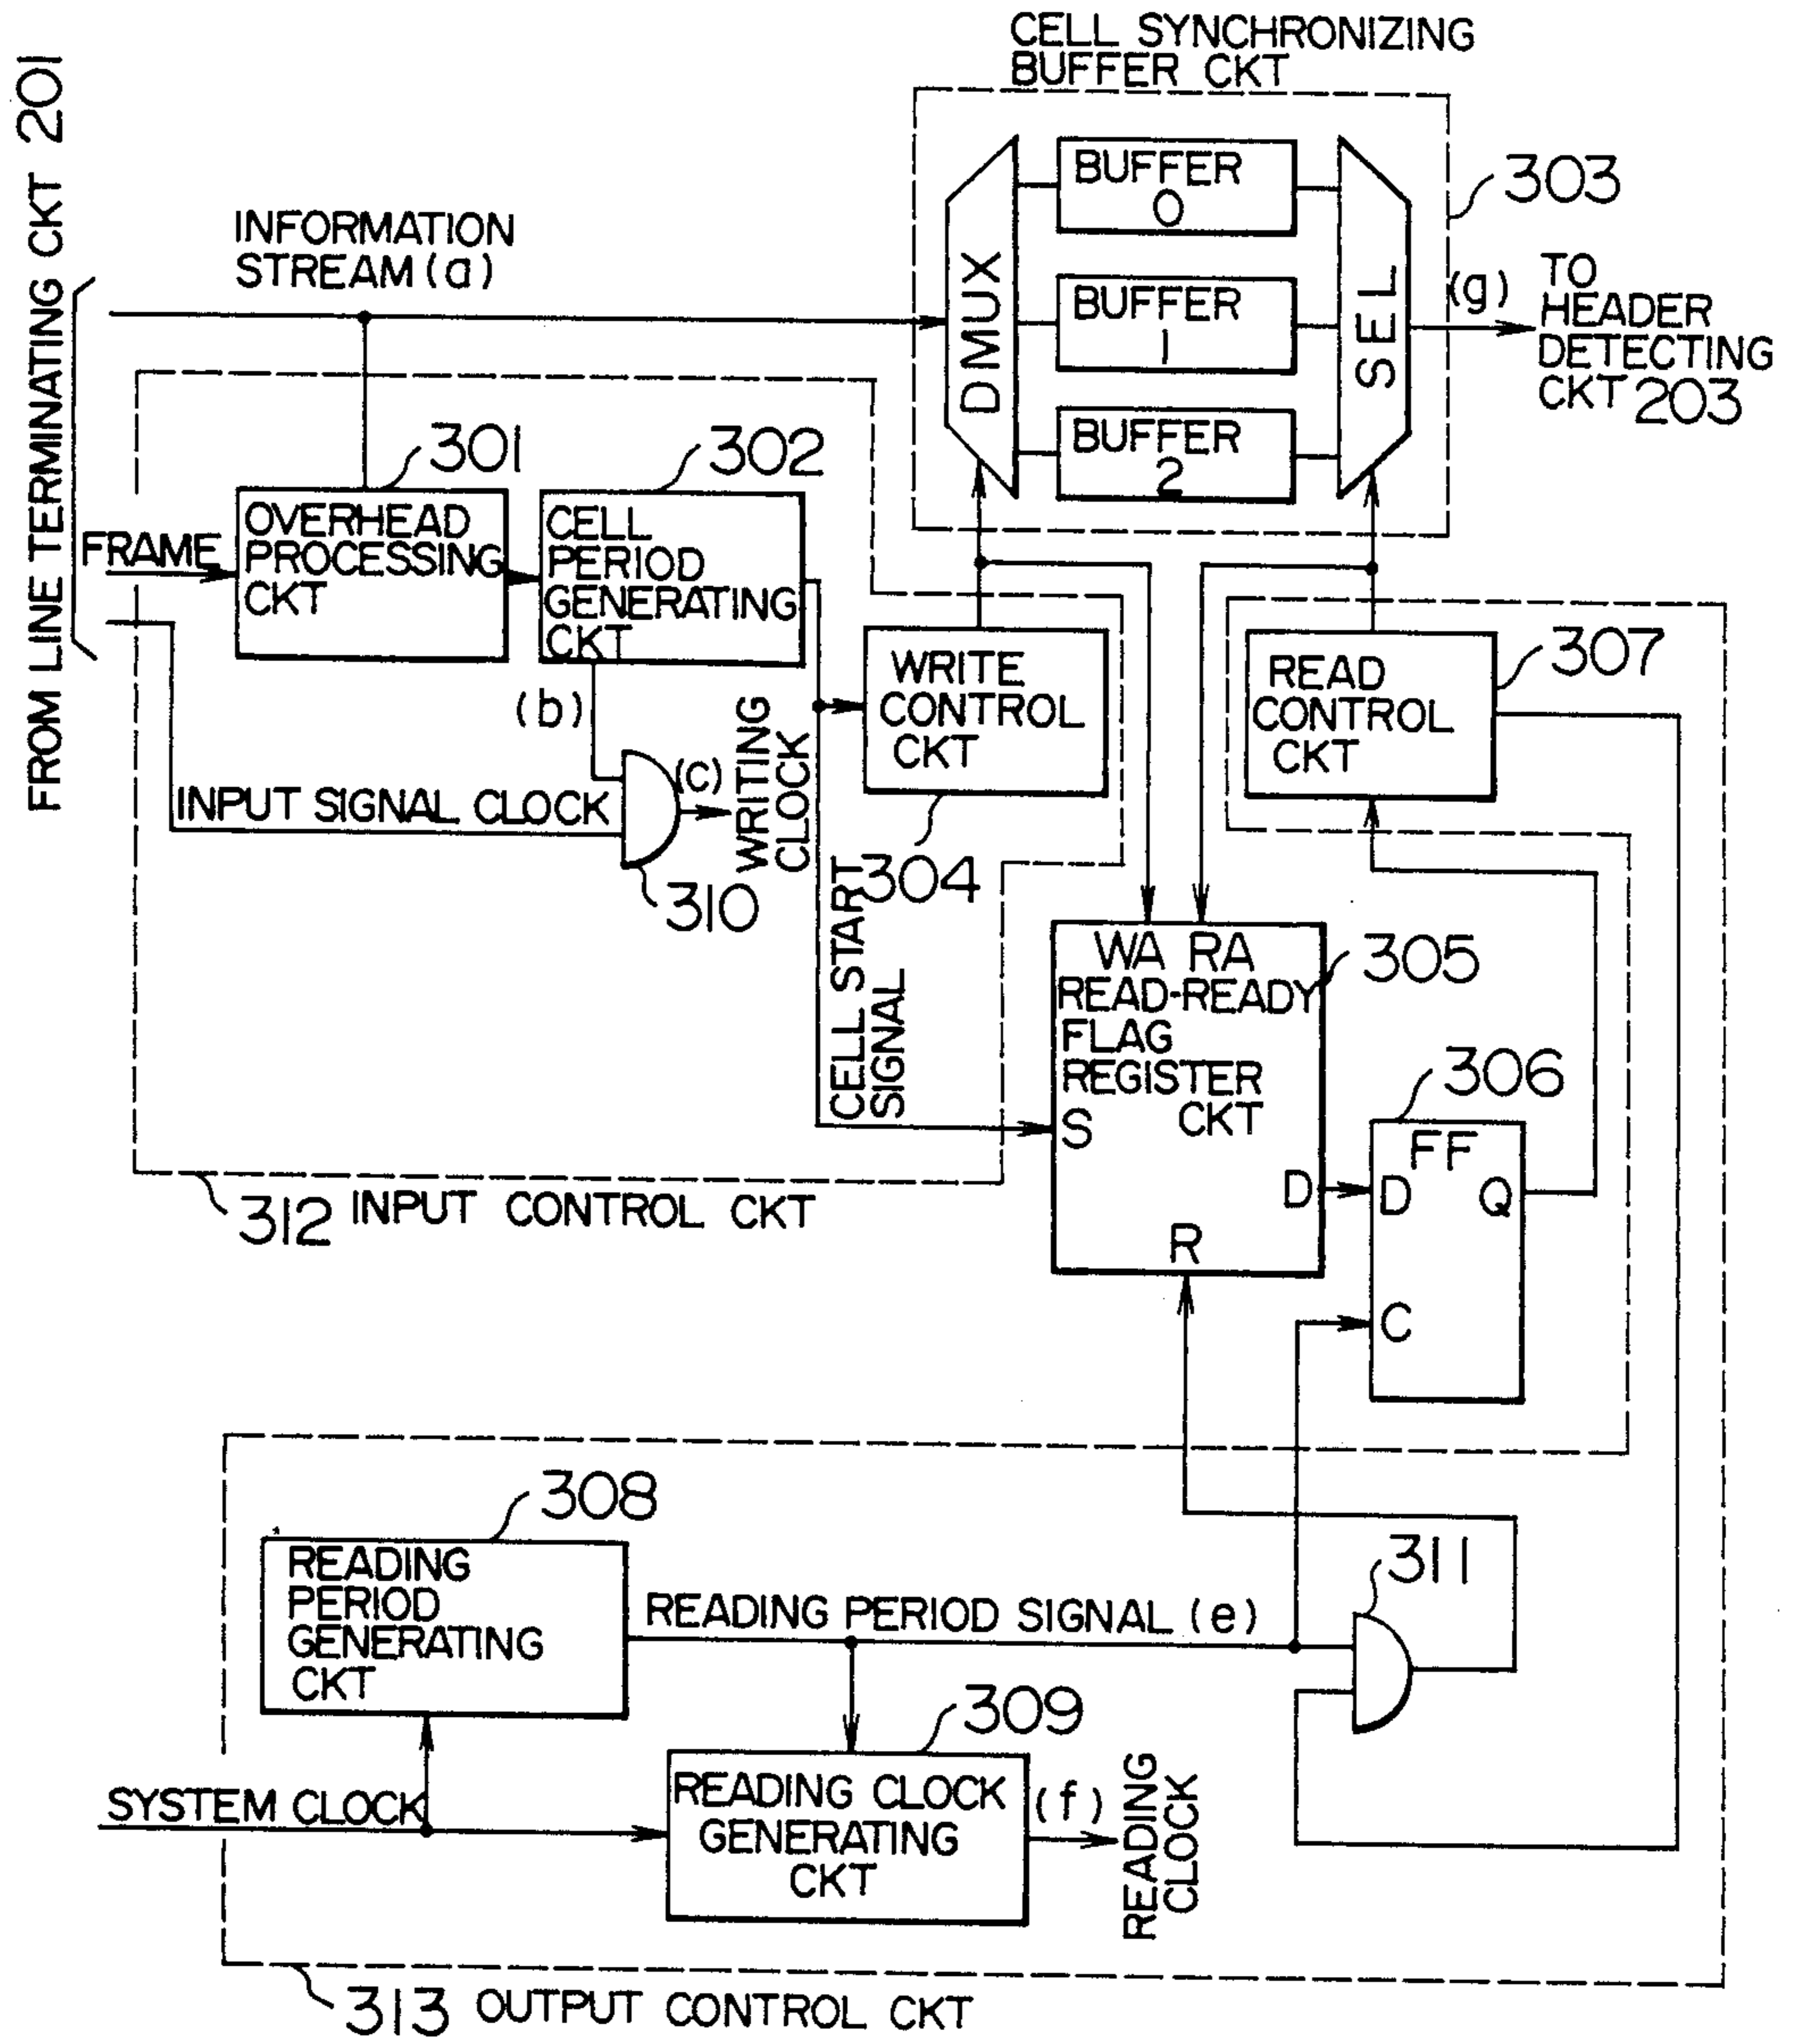 CELL SYNCHRONIZING
BUFFER CKT
FROM LINE TERMINATING CKT 201
INFORMATION
STREAM (a)
DMUX
BUFFER
0
BUFFER
1
BUFFER
2
SEL
303
(g)
TO
HEADER
DETECTING
CKT 203
301
302
FRAME
OVERHEAD
PROCESSING
CKT
CELL
PERIOD
GENERATING
CKT
(b)
INPUT SIGNAL CLOCK
(c)
WRITING
CLOCK
310
WRITE
CONTROL
CKT
304
READ
CONTROL
CKT
307
CELL START
SIGNAL
WA RA
READ-READY
FLAG
REGISTER
CKT
S
D
R
305
306
FF
D Q
C
312 INPUT CONTROL CKT
308
READING
PERIOD
GENERATING
CKT
READING PERIOD SIGNAL (e)
311
309
SYSTEM CLOCK
READING CLOCK
GENERATING
CKT
(f)
READING
CLOCK
313 OUTPUT CONTROL CKT